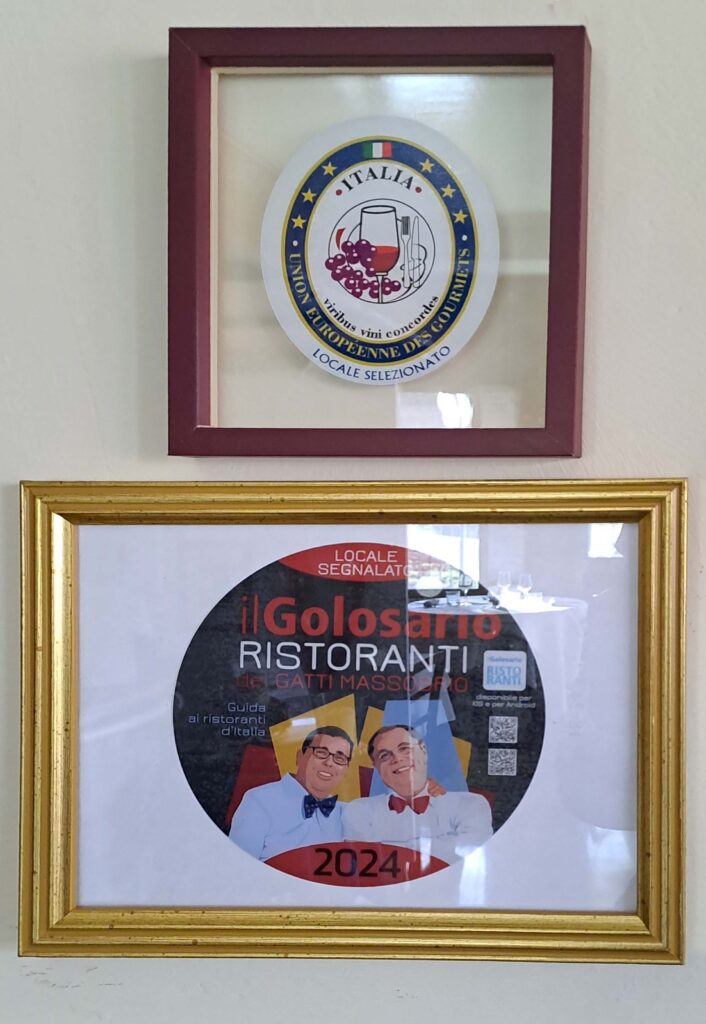 • ITALIA •
viribus vini concordes
• UNION EUROPÉENNE DES GOURMETS •
LOCALE SELEZIONATO
LOCALE
SEGNALATO
ilGolosario
RISTORANTI
dei GATTI MASSOBRIO
Guida
ai ristoranti
d'Italia
ilGolosario
RISTO
RANTI
disponibile per
iOS e per Android
2024